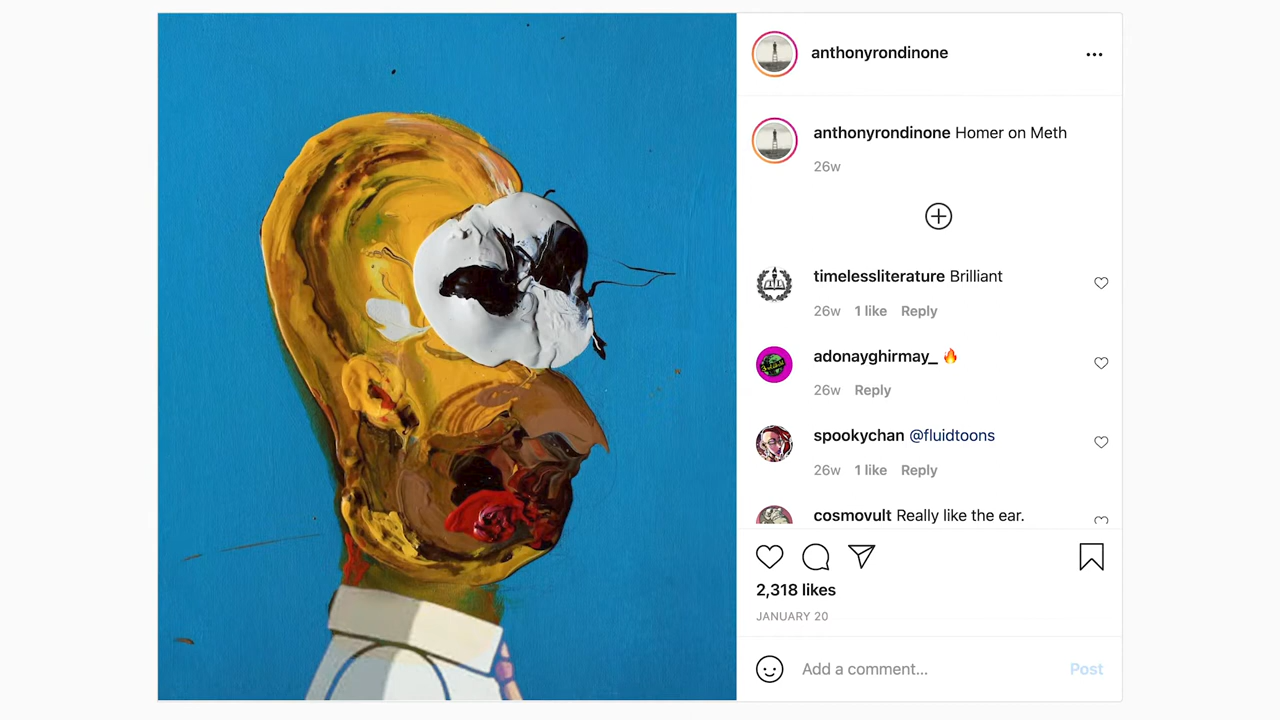 anthonyrondinone
anthonyrondinone Homer on Meth
26w
timelessliterature Brilliant
26w 1 like Reply
adonayghirmay_ 🔥
26w Reply
spookychan @fluidtoons
26w 1 like Reply
cosmovult Really like the ear.
2,318 likes
JANUARY 20
Add a comment... Post